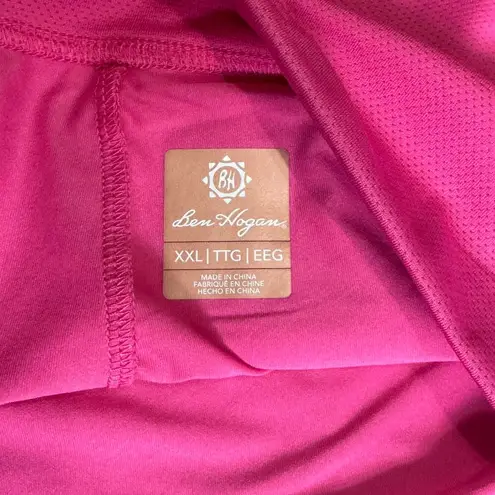 BH
Ben Hogan
XXL | TTG | EEG
MADE IN CHINA
FABRIQUÉ EN CHINE
HECHO EN CHINA